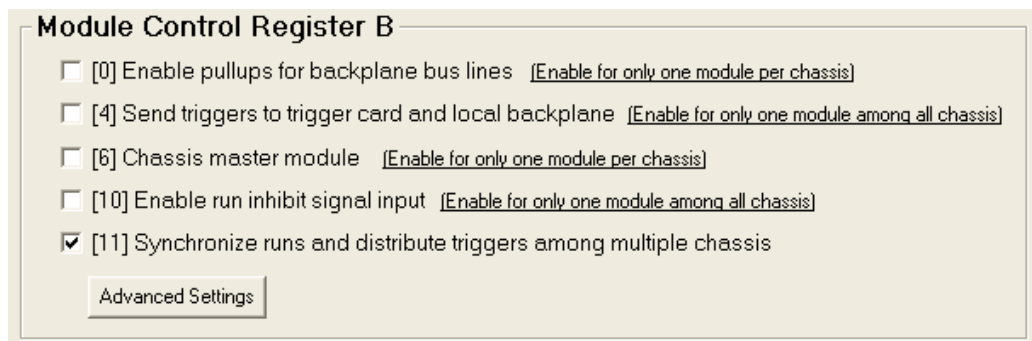 Module Control Register B
[0] Enable pullups for backplane bus lines (Enable for only one module per chassis)
[4] Send triggers to trigger card and local backplane (Enable for only one module among all chassis)
[6] Chassis master module (Enable for only one module per chassis)
[10] Enable run inhibit signal input (Enable for only one module among all chassis)
[11] Synchronize runs and distribute triggers among multiple chassis
Advanced Settings